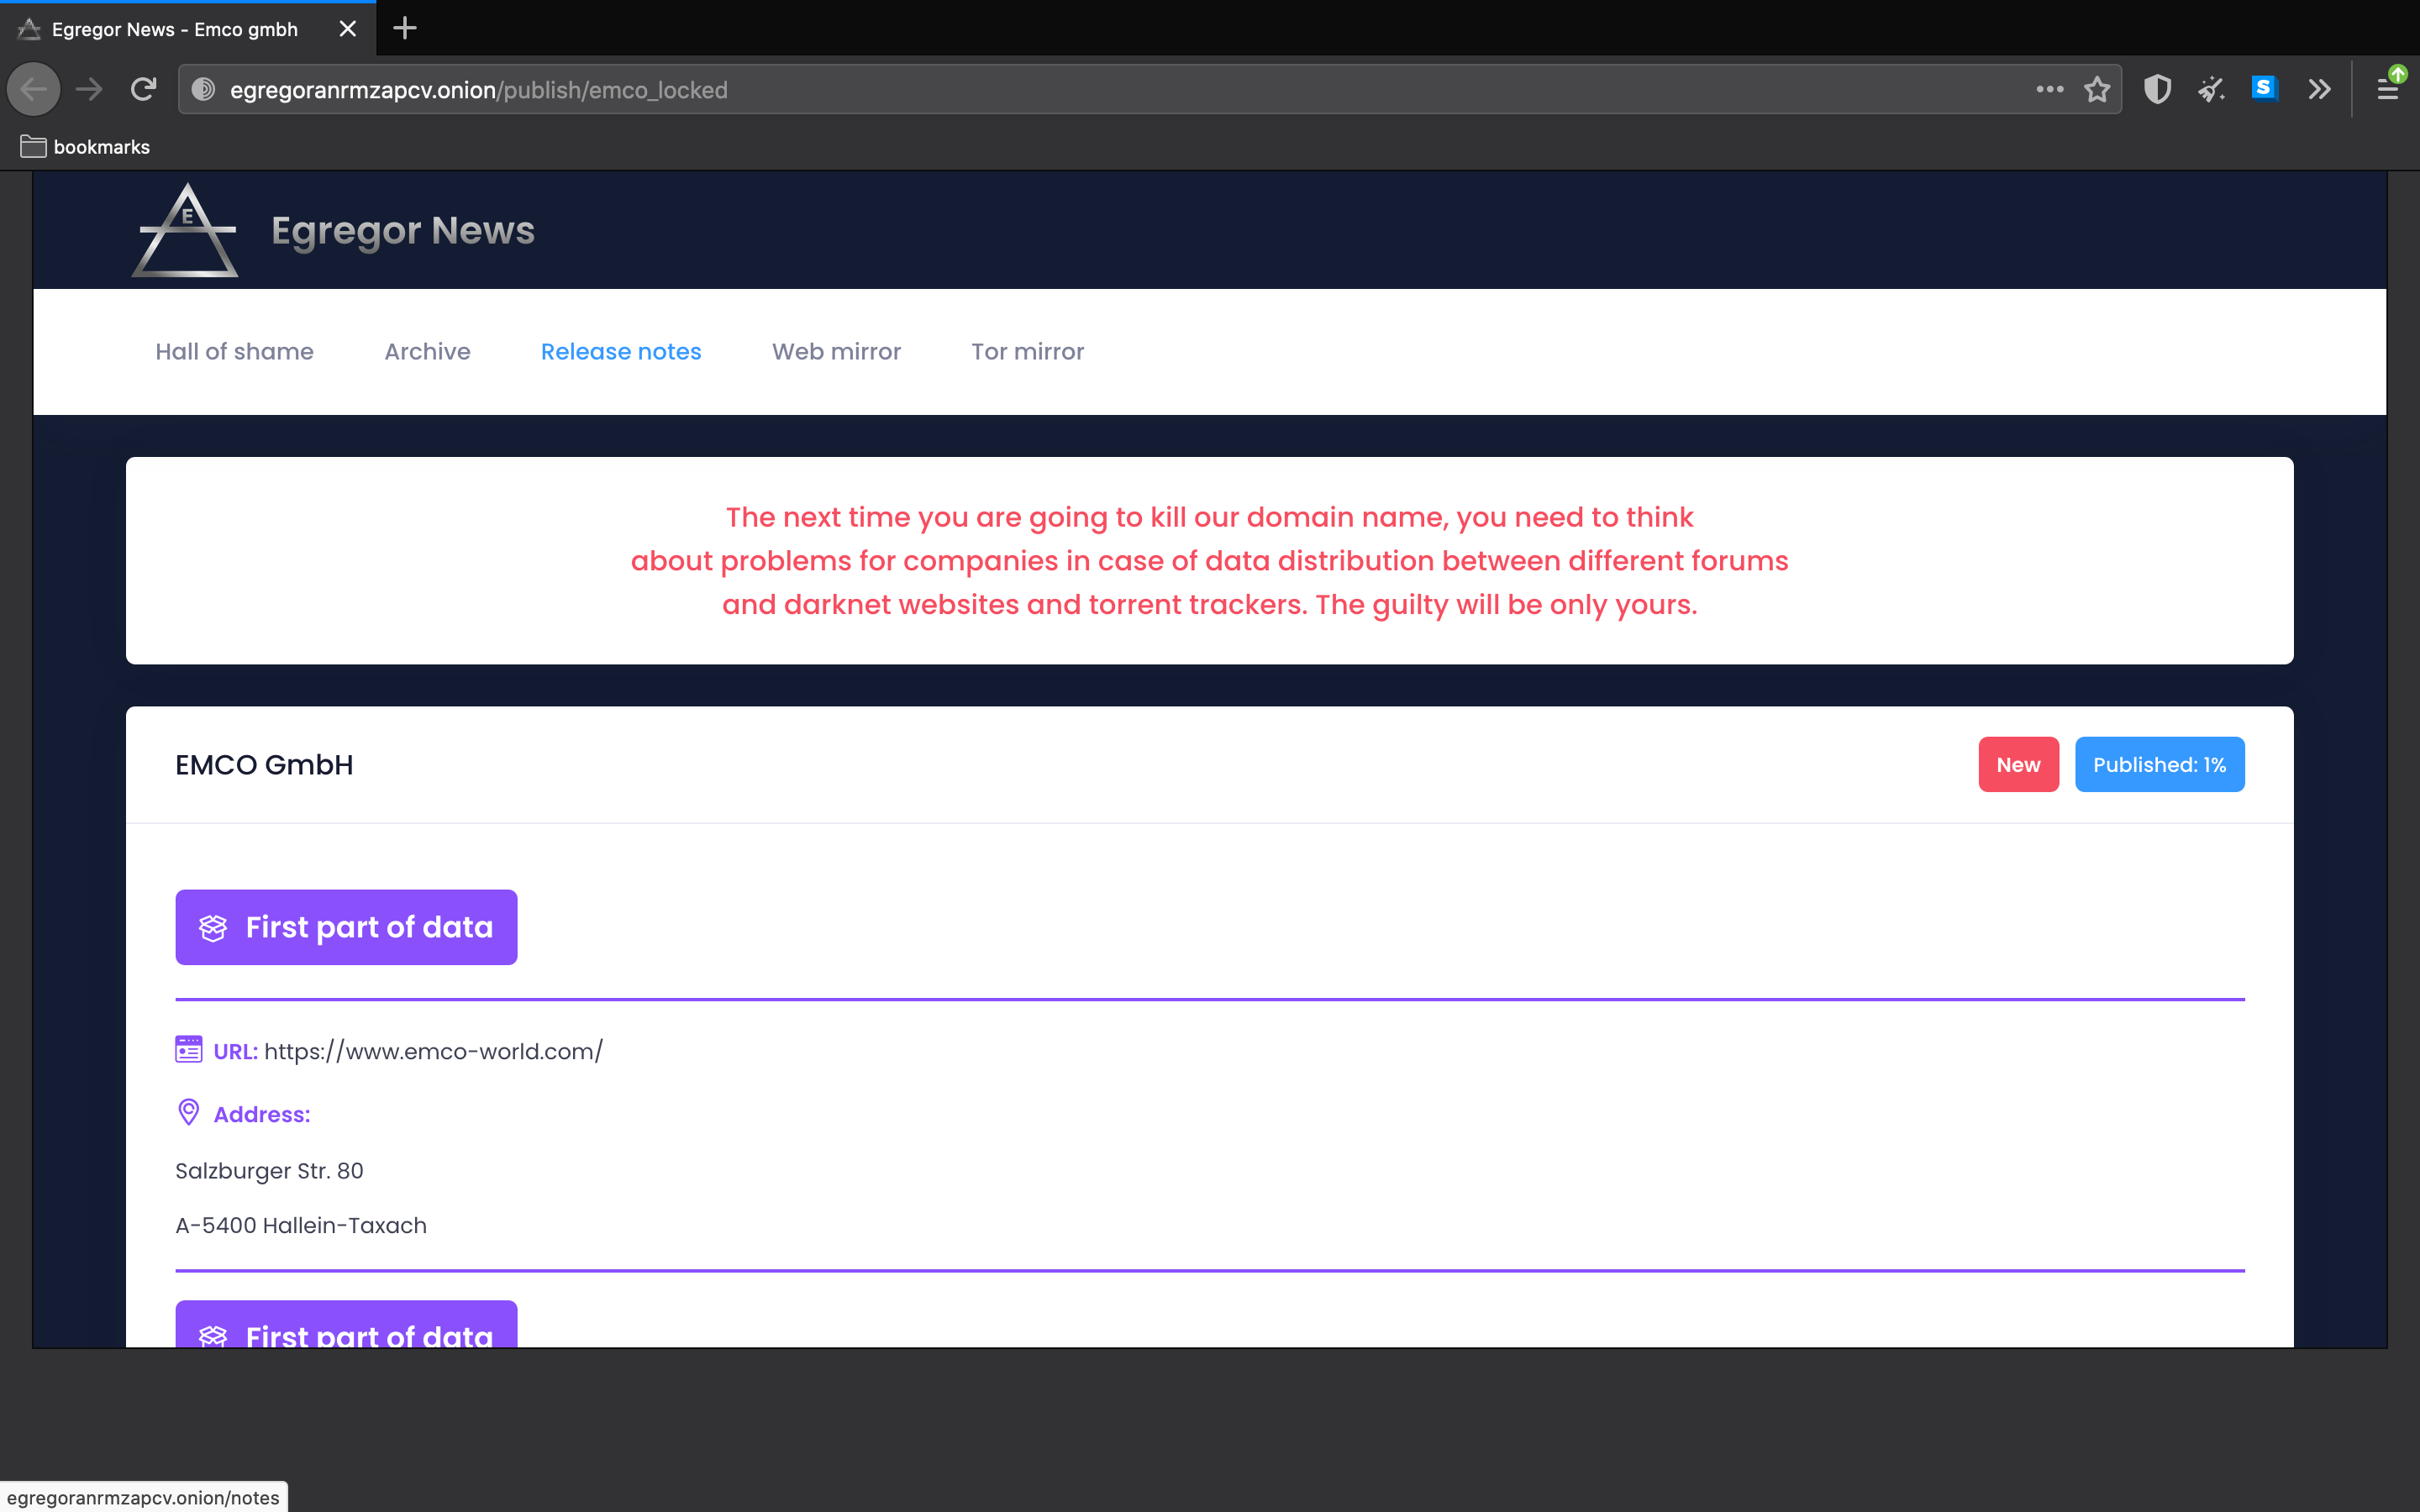 Egregor News - Emco gmbh
egregoranrmzapcv.onion/publish/emco_locked
S
bookmarks
E
Egregor News
Hall of shame Archive Release notes Web mirror Tor mirror
The next time you are going to kill our domain name, you need to think
about problems for companies in case of data distribution between different forums
and darknet websites and torrent trackers. The guilty will be only yours.
EMCO GmbH New Published: 1%
First part of data
URL: https://www.emco-world.com/
Address:
Salzburger Str. 80
A-5400 Hallein-Taxach
First part of data
egregoranrmzapcv.onion/notes